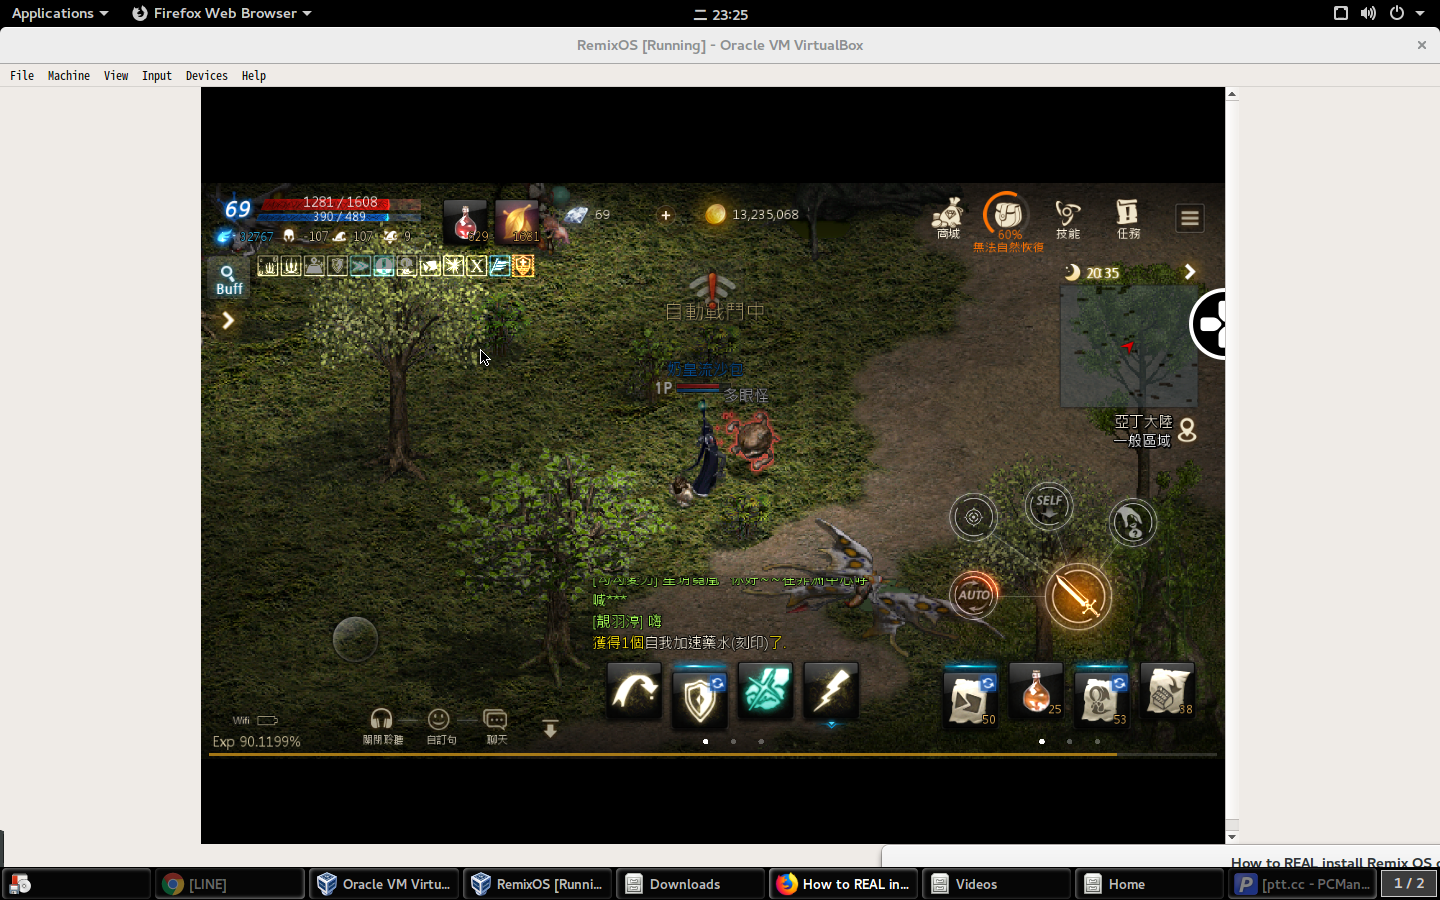 Applications
Firefox Web Browser
二 23:25
RemixOS [Running] - Oracle VM VirtualBox
File Machine View Input Devices Help
69
1281 / 1608
390 / 489
32767 -107 107 9
629
1681
69
13,235,068
商城
60%
無法自然恢復
技能
任務
Buff
20:35
自動戰鬥中
1P
多眼怪
亞丁大陸
一般區域
SELF
AUTO
喊***
[靚羽淳] 嗨
獲得1個自我加速藥水(刻印)了.
50
25
53
38
Wifi
關閉聆聽
自訂句
聊天
Exp 90.1199%
How to REAL install Remix OS
[LINE]
Oracle VM Virtu...
RemixOS [Runni...
Downloads
How to REAL in...
Videos
Home
[ptt.cc - PCMan...
1 / 2